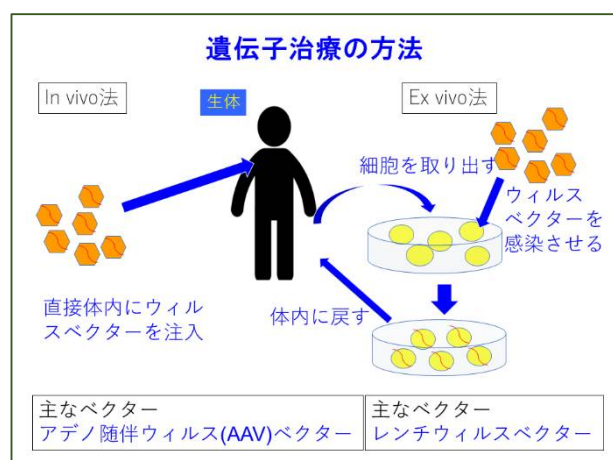 遺伝子治療の方法
In vivo法
生体
Ex vivo法
細胞を取り出す
ウィルス
ベクターを
感染させる
直接体内にウィル
スベクターを注入
体内に戻す
主なベクター
アデノ随伴ウィルス(AAV)ベクター
主なベクター
レンチウィルスベクター